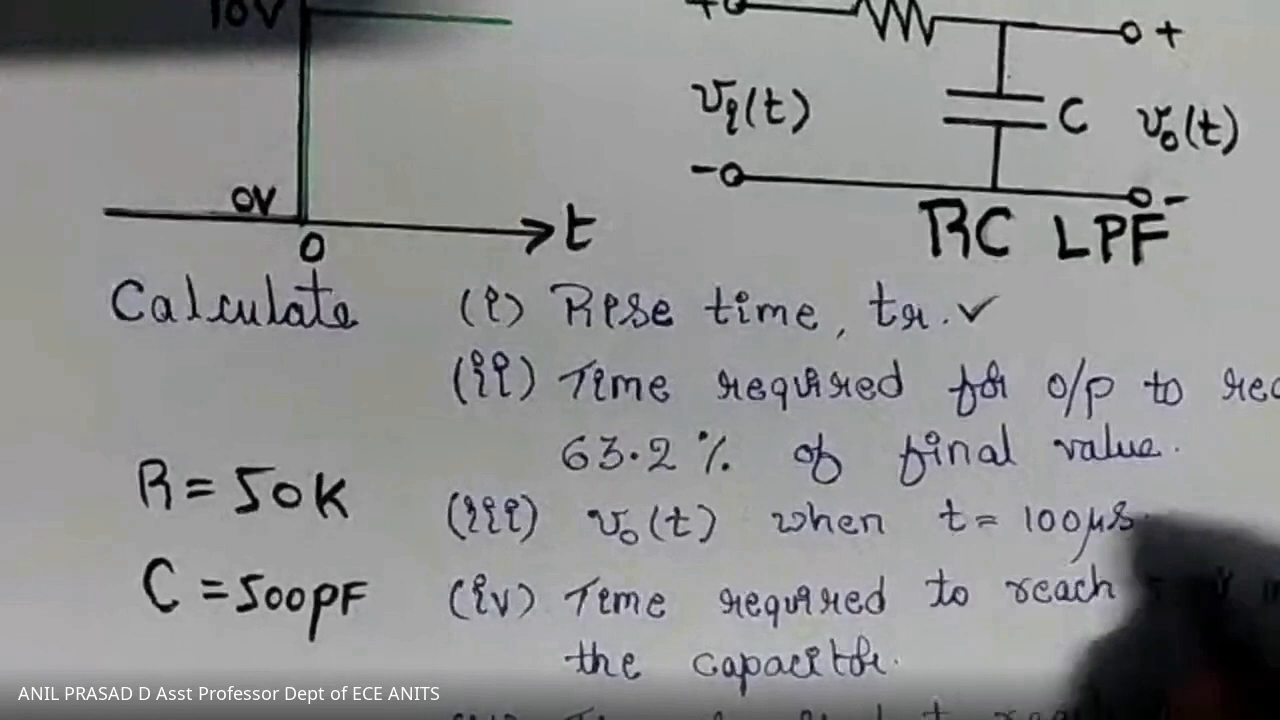 10V
+ +
C
vi(t) vo(t)
- -
0V
0 t
RC LPF
Calculate (i) Rise time, tr. ✓
(ii) Time required for o/p to
63.2 % of final value.
R = 50K
(iii) vo(t) when t = 100μs.
C = 500pF
(iv) Time required to reach
the capacitor.
ANIL PRASAD D Asst Professor Dept of ECE ANITS